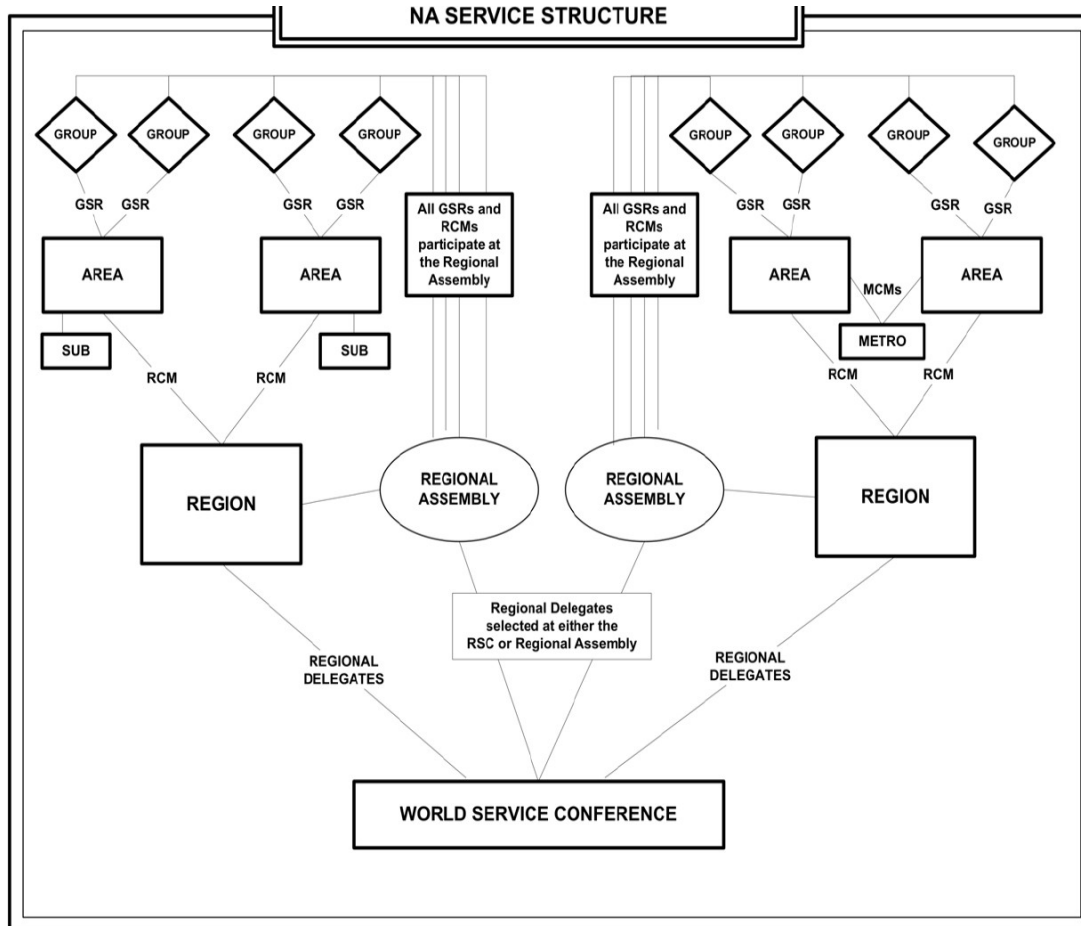 NA SERVICE STRUCTURE
GROUP
GROUP
GROUP
GROUP
GROUP
GROUP
GROUP
GROUP
GSR
GSR
GSR
GSR
All GSRs and
RCMs
participate at
the Regional
Assembly
All GSRs and
RCMs
participate at
the Regional
Assembly
GSR
GSR
GSR
GSR
AREA
AREA
AREA
MCMs
AREA
SUB
SUB
METRO
RCM
RCM
RCM
RCM
REGION
REGIONAL
ASSEMBLY
REGIONAL
ASSEMBLY
REGION
Regional Delegates
selected at either the
RSC or Regional Assembly
REGIONAL
DELEGATES
REGIONAL
DELEGATES
WORLD SERVICE CONFERENCE